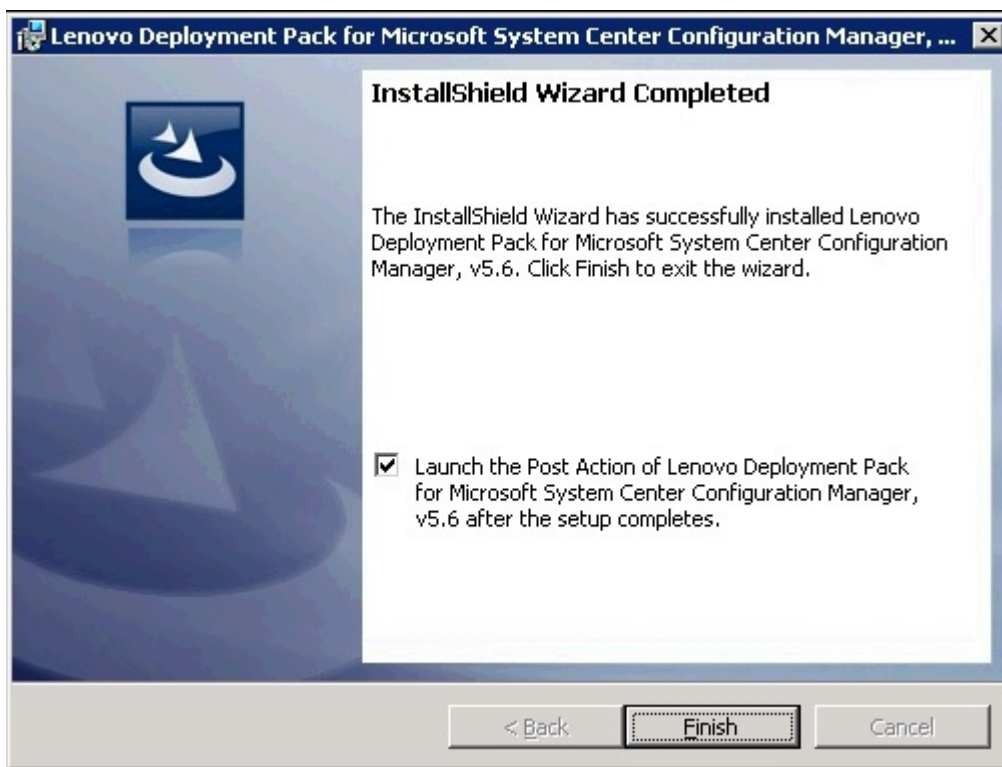 Lenovo Deployment Pack for Microsoft System Center Configuration Manager, ...
InstallShield Wizard Completed
The InstallShield Wizard has successfully installed Lenovo
Deployment Pack for Microsoft System Center Configuration
Manager, v5.6. Click Finish to exit the wizard.
Launch the Post Action of Lenovo Deployment Pack
for Microsoft System Center Configuration Manager,
v5.6 after the setup completes.
< Back
Finish
Cancel